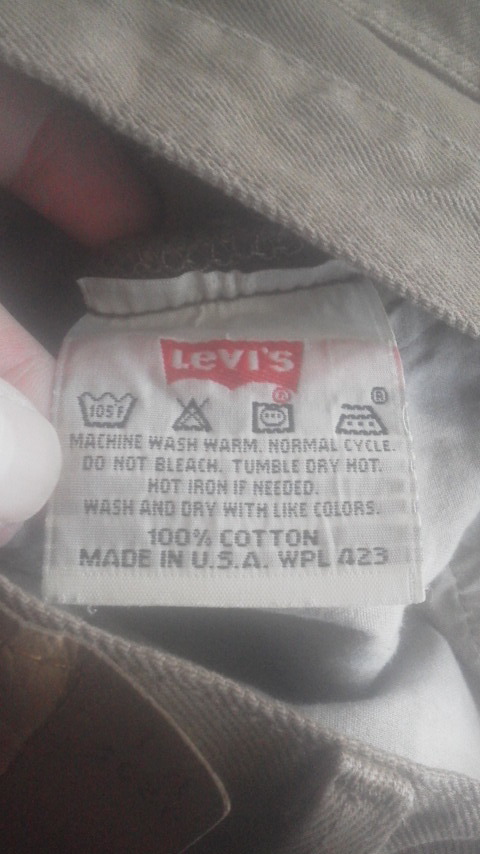 LEVI'S
®
105°F
®
MACHINE WASH WARM. NORMAL CYCLE.
DO NOT BLEACH. TUMBLE DRY HOT.
HOT IRON IF NEEDED.
WASH AND DRY WITH LIKE COLORS.
100% COTTON
MADE IN U.S.A. WPL 423